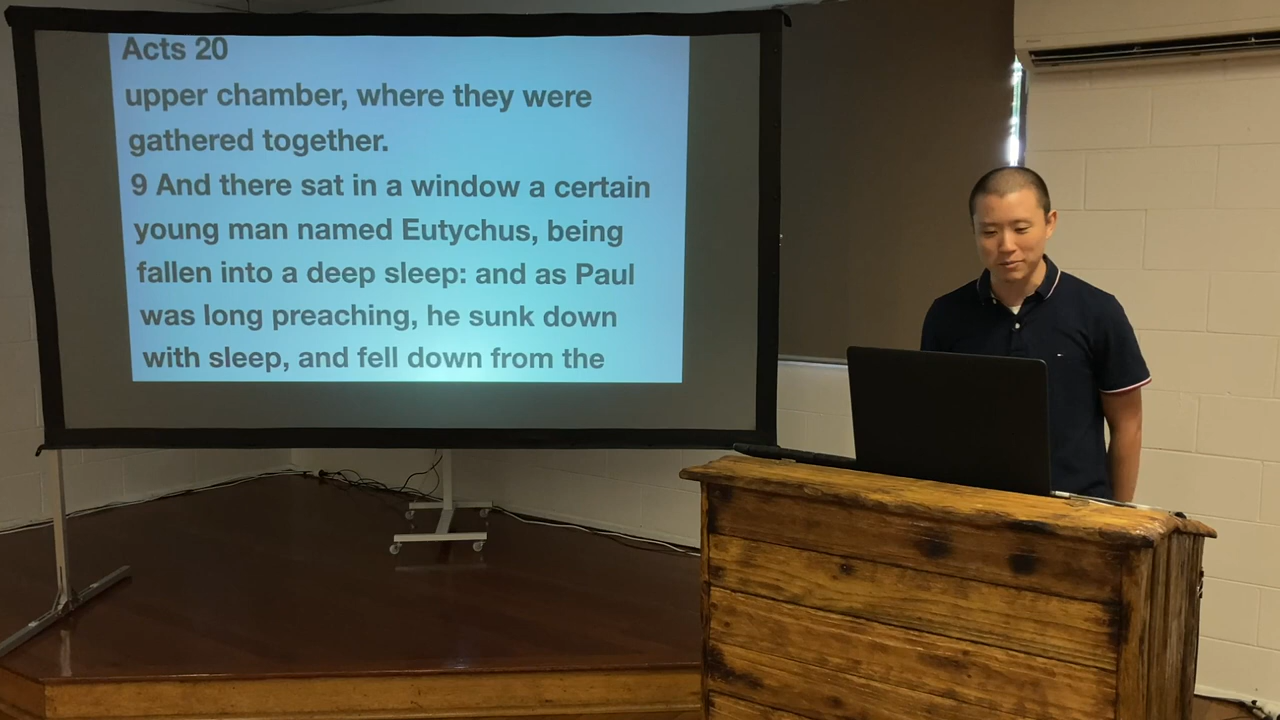 Acts 20
upper chamber, where they were
gathered together.
9 And there sat in a window a certain
young man named Eutychus, being
fallen into a deep sleep: and as Paul
was long preaching, he sunk down
with sleep, and fell down from the